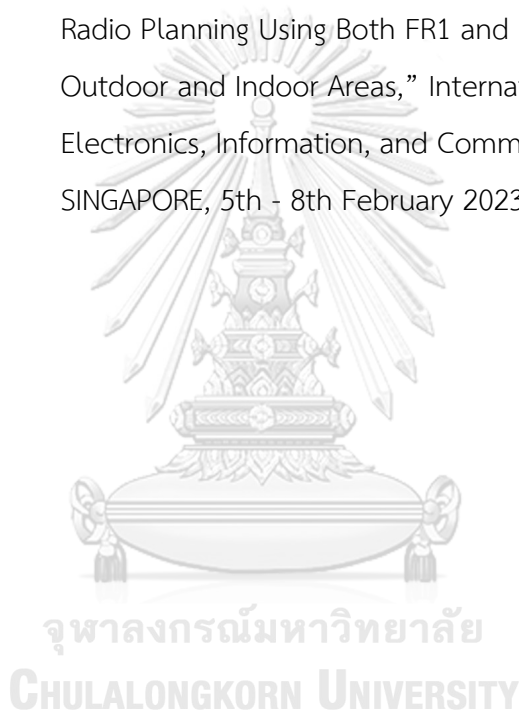 Radio Planning Using Both FR1 and
Outdoor and Indoor Areas,” Interna
Electronics, Information, and Comm
SINGAPORE, 5th - 8th February 2023
จุฬาลงกรณ์มหาวิทยาลัย
CHULALONGKORN UNIVERSITY